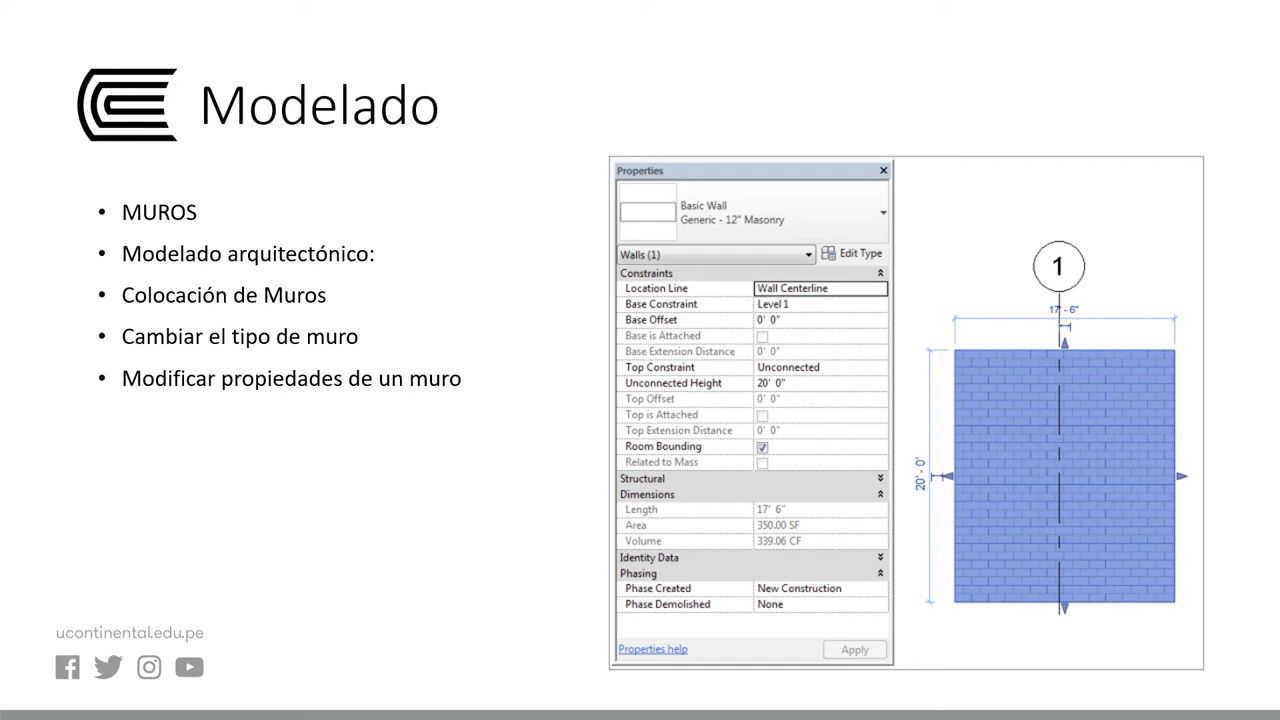 Modelado
• MUROS
• Modelado arquitectónico:
• Colocación de Muros
• Cambiar el tipo de muro
• Modificar propiedades de un muro
ucontinental.edu.pe
Properties
Basic Wall
Generic - 12" Masonry
Walls (1)
Edit Type
Constraints
Location Line Wall Centerline
Base Constraint Level 1
Base Offset 0' 0"
Base is Attached
Base Extension Distance 0' 0"
Top Constraint Unconnected
Unconnected Height 20' 0"
Top Offset 0' 0"
Top is Attached
Top Extension Distance 0' 0"
Room Bounding
Related to Mass
Structural
Dimensions
Length 17' 6"
Area 350.00 SF
Volume 339.06 CF
Identity Data
Phasing
Phase Created New Construction
Phase Demolished None
Properties help
Apply
1
17' - 6"
20' - 0'